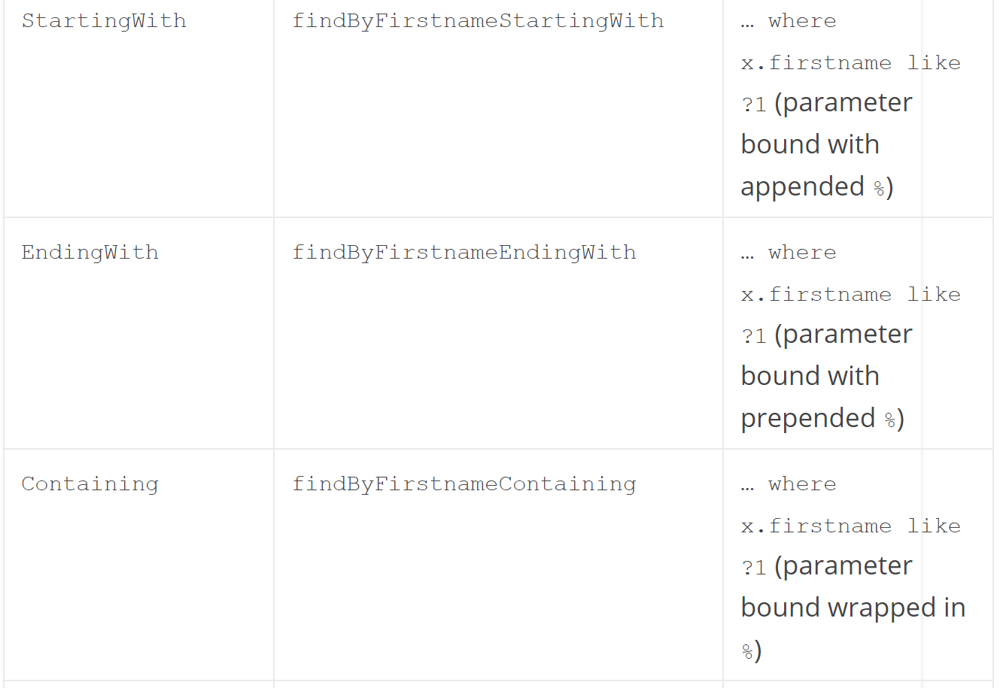 StartingWith findByFirstnameStartingWith … where
x.firstname like
?1 (parameter
bound with
appended %)
EndingWith findByFirstnameEndingWith … where
x.firstname like
?1 (parameter
bound with
prepended %)
Containing findByFirstnameContaining … where
x.firstname like
?1 (parameter
bound wrapped in
%)